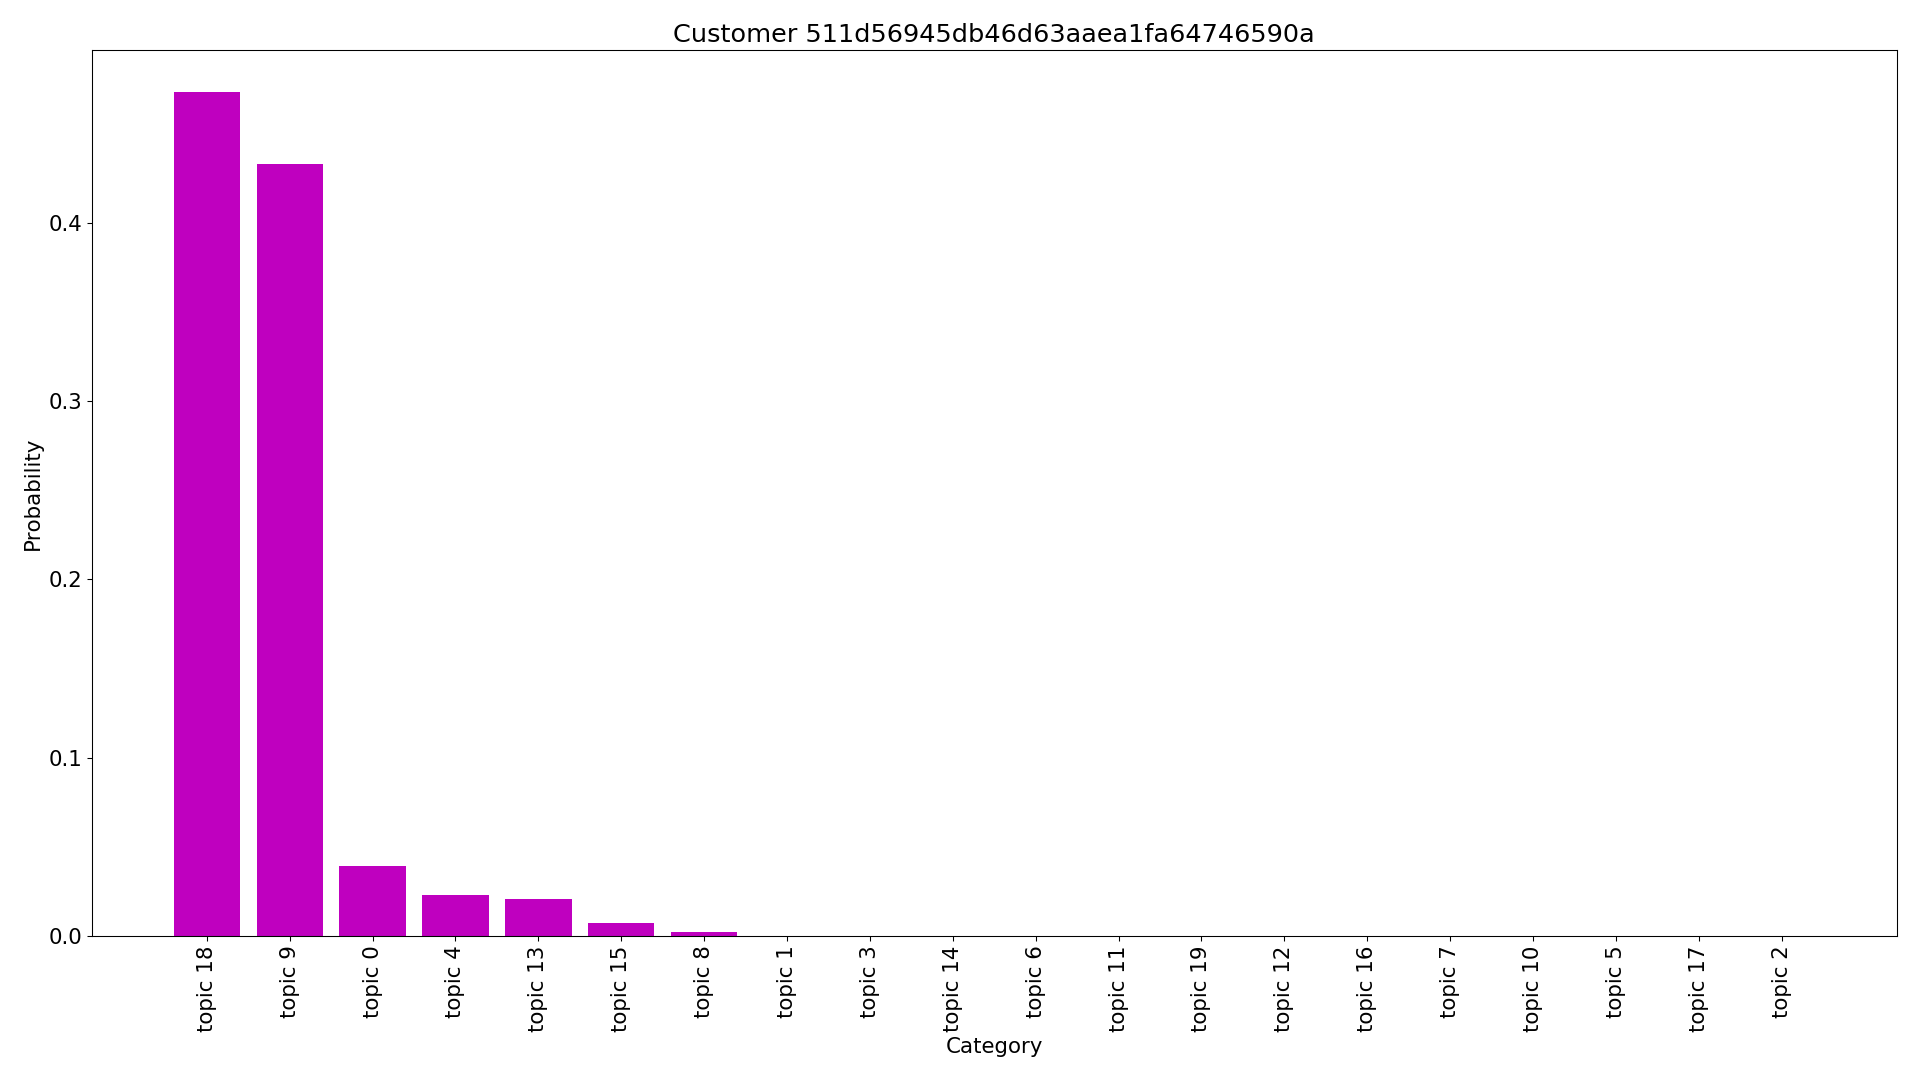 Customer 511d56945db46d63aaea1fa64746590a
Probability
0.4
0.3
0.2
0.1
0.0
topic 18
topic 9
topic 0
topic 4
topic 13
topic 15
topic 8
topic 1
topic 3
topic 14
topic 6
topic 11
topic 19
topic 12
topic 16
topic 7
topic 10
topic 5
topic 17
topic 2
Category